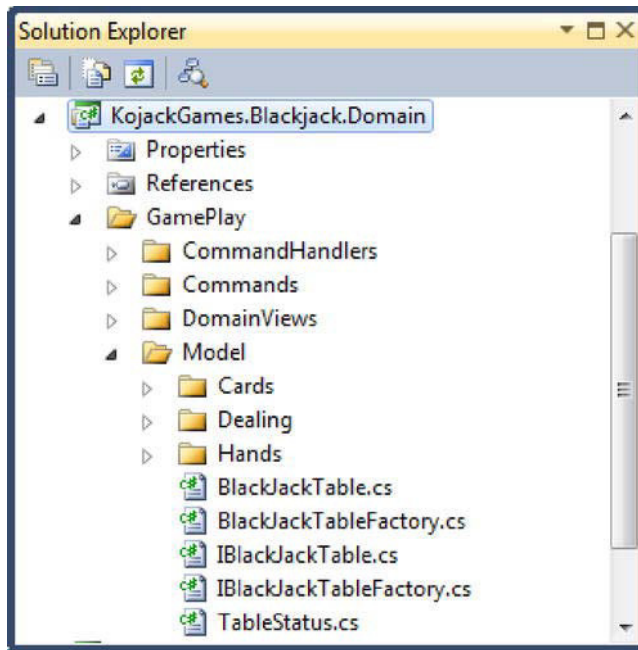 Solution Explorer
KojackGames.Blackjack.Domain
Properties
References
GamePlay
CommandHandlers
Commands
DomainViews
Model
Cards
Dealing
Hands
BlackJackTable.cs
BlackJackTableFactory.cs
IBlackJackTable.cs
IBlackJackTableFactory.cs
TableStatus.cs